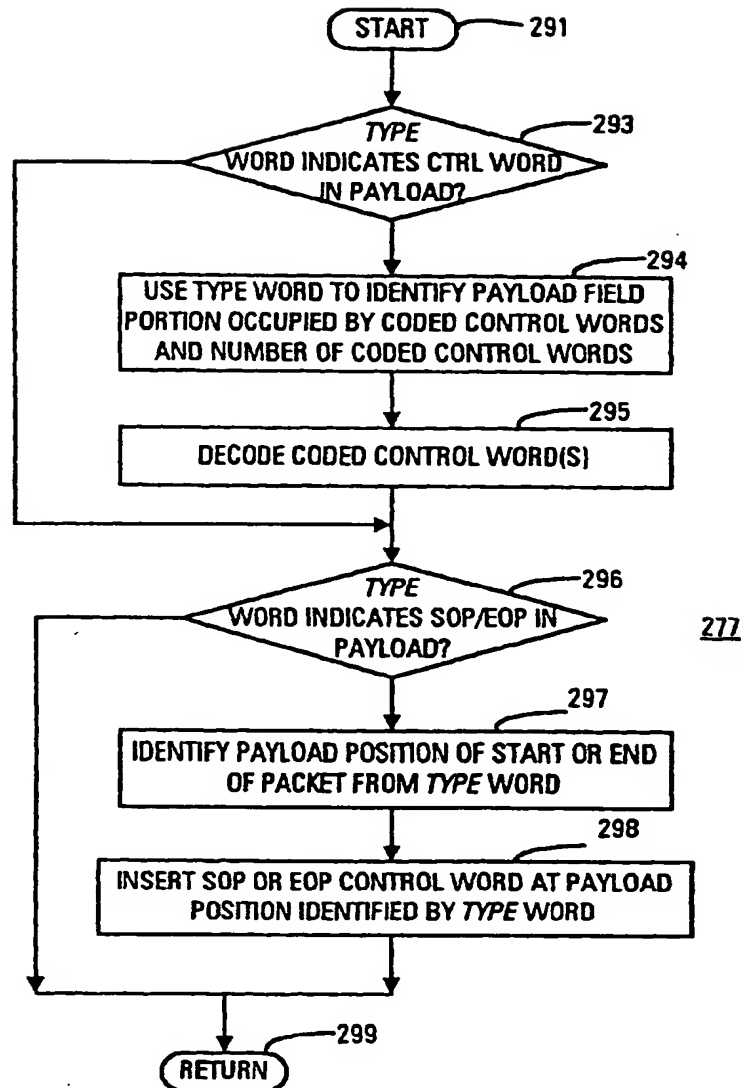 START
291
TYPE
WORD INDICATES CTRL WORD
IN PAYLOAD?
293
294
USE TYPE WORD TO IDENTIFY PAYLOAD FIELD
PORTION OCCUPIED BY CODED CONTROL WORDS
AND NUMBER OF CODED CONTROL WORDS
295
DECODE CODED CONTROL WORD(S)
TYPE
WORD INDICATES SOP/EOP IN
PAYLOAD?
296
277
297
IDENTIFY PAYLOAD POSITION OF START OR END
OF PACKET FROM TYPE WORD
298
INSERT SOP OR EOP CONTROL WORD AT PAYLOAD
POSITION IDENTIFIED BY TYPE WORD
299
RETURN